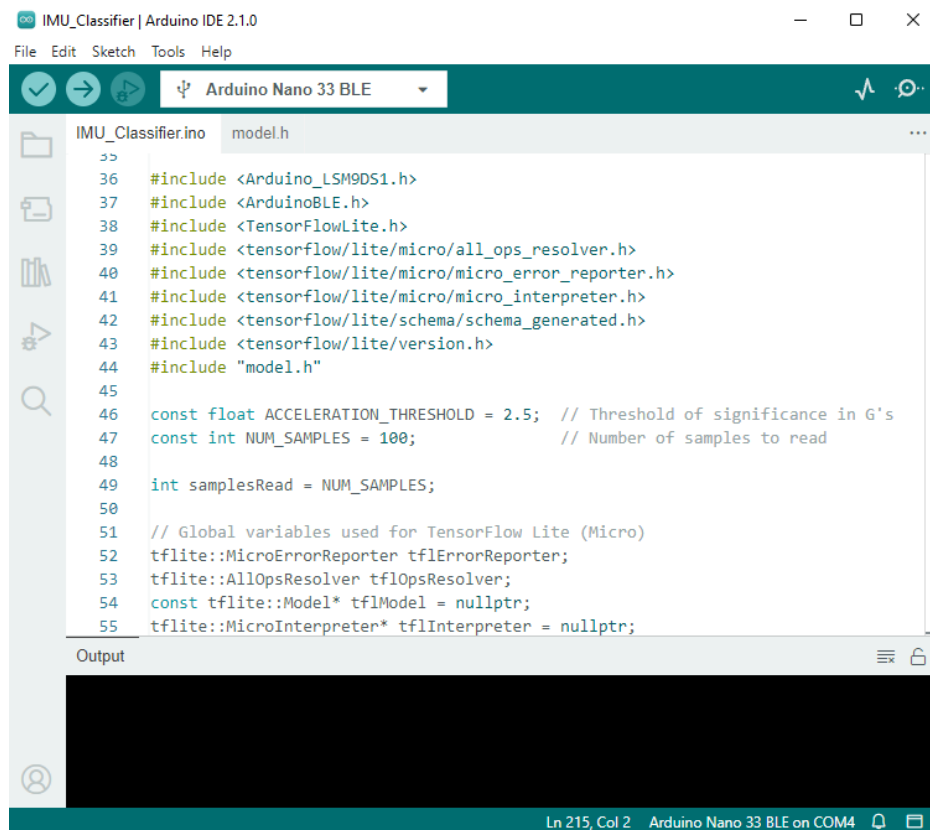 IMU_Classifier | Arduino IDE 2.1.0
File Edit Sketch Tools Help
Arduino Nano 33 BLE
IMU_Classifier.ino model.h
35
36 #include <Arduino_LSM9DS1.h>
37 #include <ArduinoBLE.h>
38 #include <TensorFlowLite.h>
39 #include <tensorflow/lite/micro/all_ops_resolver.h>
40 #include <tensorflow/lite/micro/micro_error_reporter.h>
41 #include <tensorflow/lite/micro/micro_interpreter.h>
42 #include <tensorflow/lite/schema/schema_generated.h>
43 #include <tensorflow/lite/version.h>
44 #include "model.h"
45
46 const float ACCELERATION_THRESHOLD = 2.5; // Threshold of significance in G's
47 const int NUM_SAMPLES = 100; // Number of samples to read
48
49 int samplesRead = NUM_SAMPLES;
50
51 // Global variables used for TensorFlow Lite (Micro)
52 tflite::MicroErrorReporter tflErrorReporter;
53 tflite::AllOpsResolver tflOpsResolver;
54 const tflite::Model* tflModel = nullptr;
55 tflite::MicroInterpreter* tflInterpreter = nullptr;
Output
Ln 215, Col 2 Arduino Nano 33 BLE on COM4